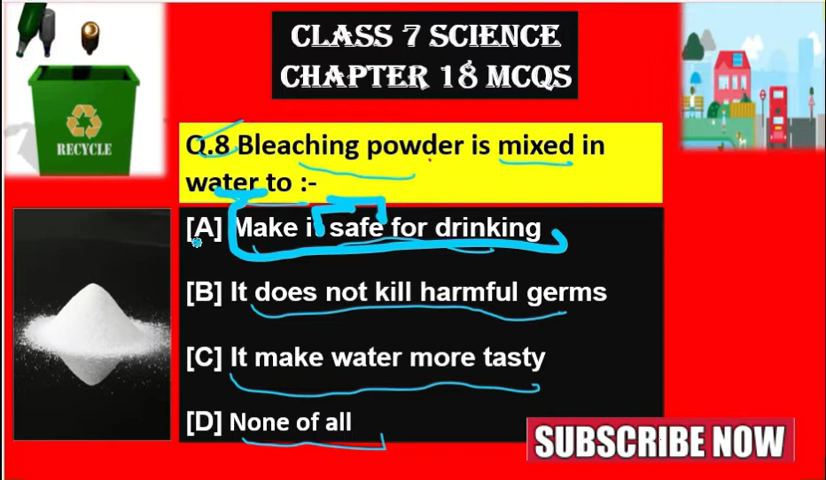 CLASS 7 SCIENCE
CHAPTER 18 MCQS
RECYCLE
Q.8 Bleaching powder is mixed in
water to :-
[A] Make it safe for drinking
[B] It does not kill harmful germs
[C] It make water more tasty
[D] None of all
SUBSCRIBE NOW